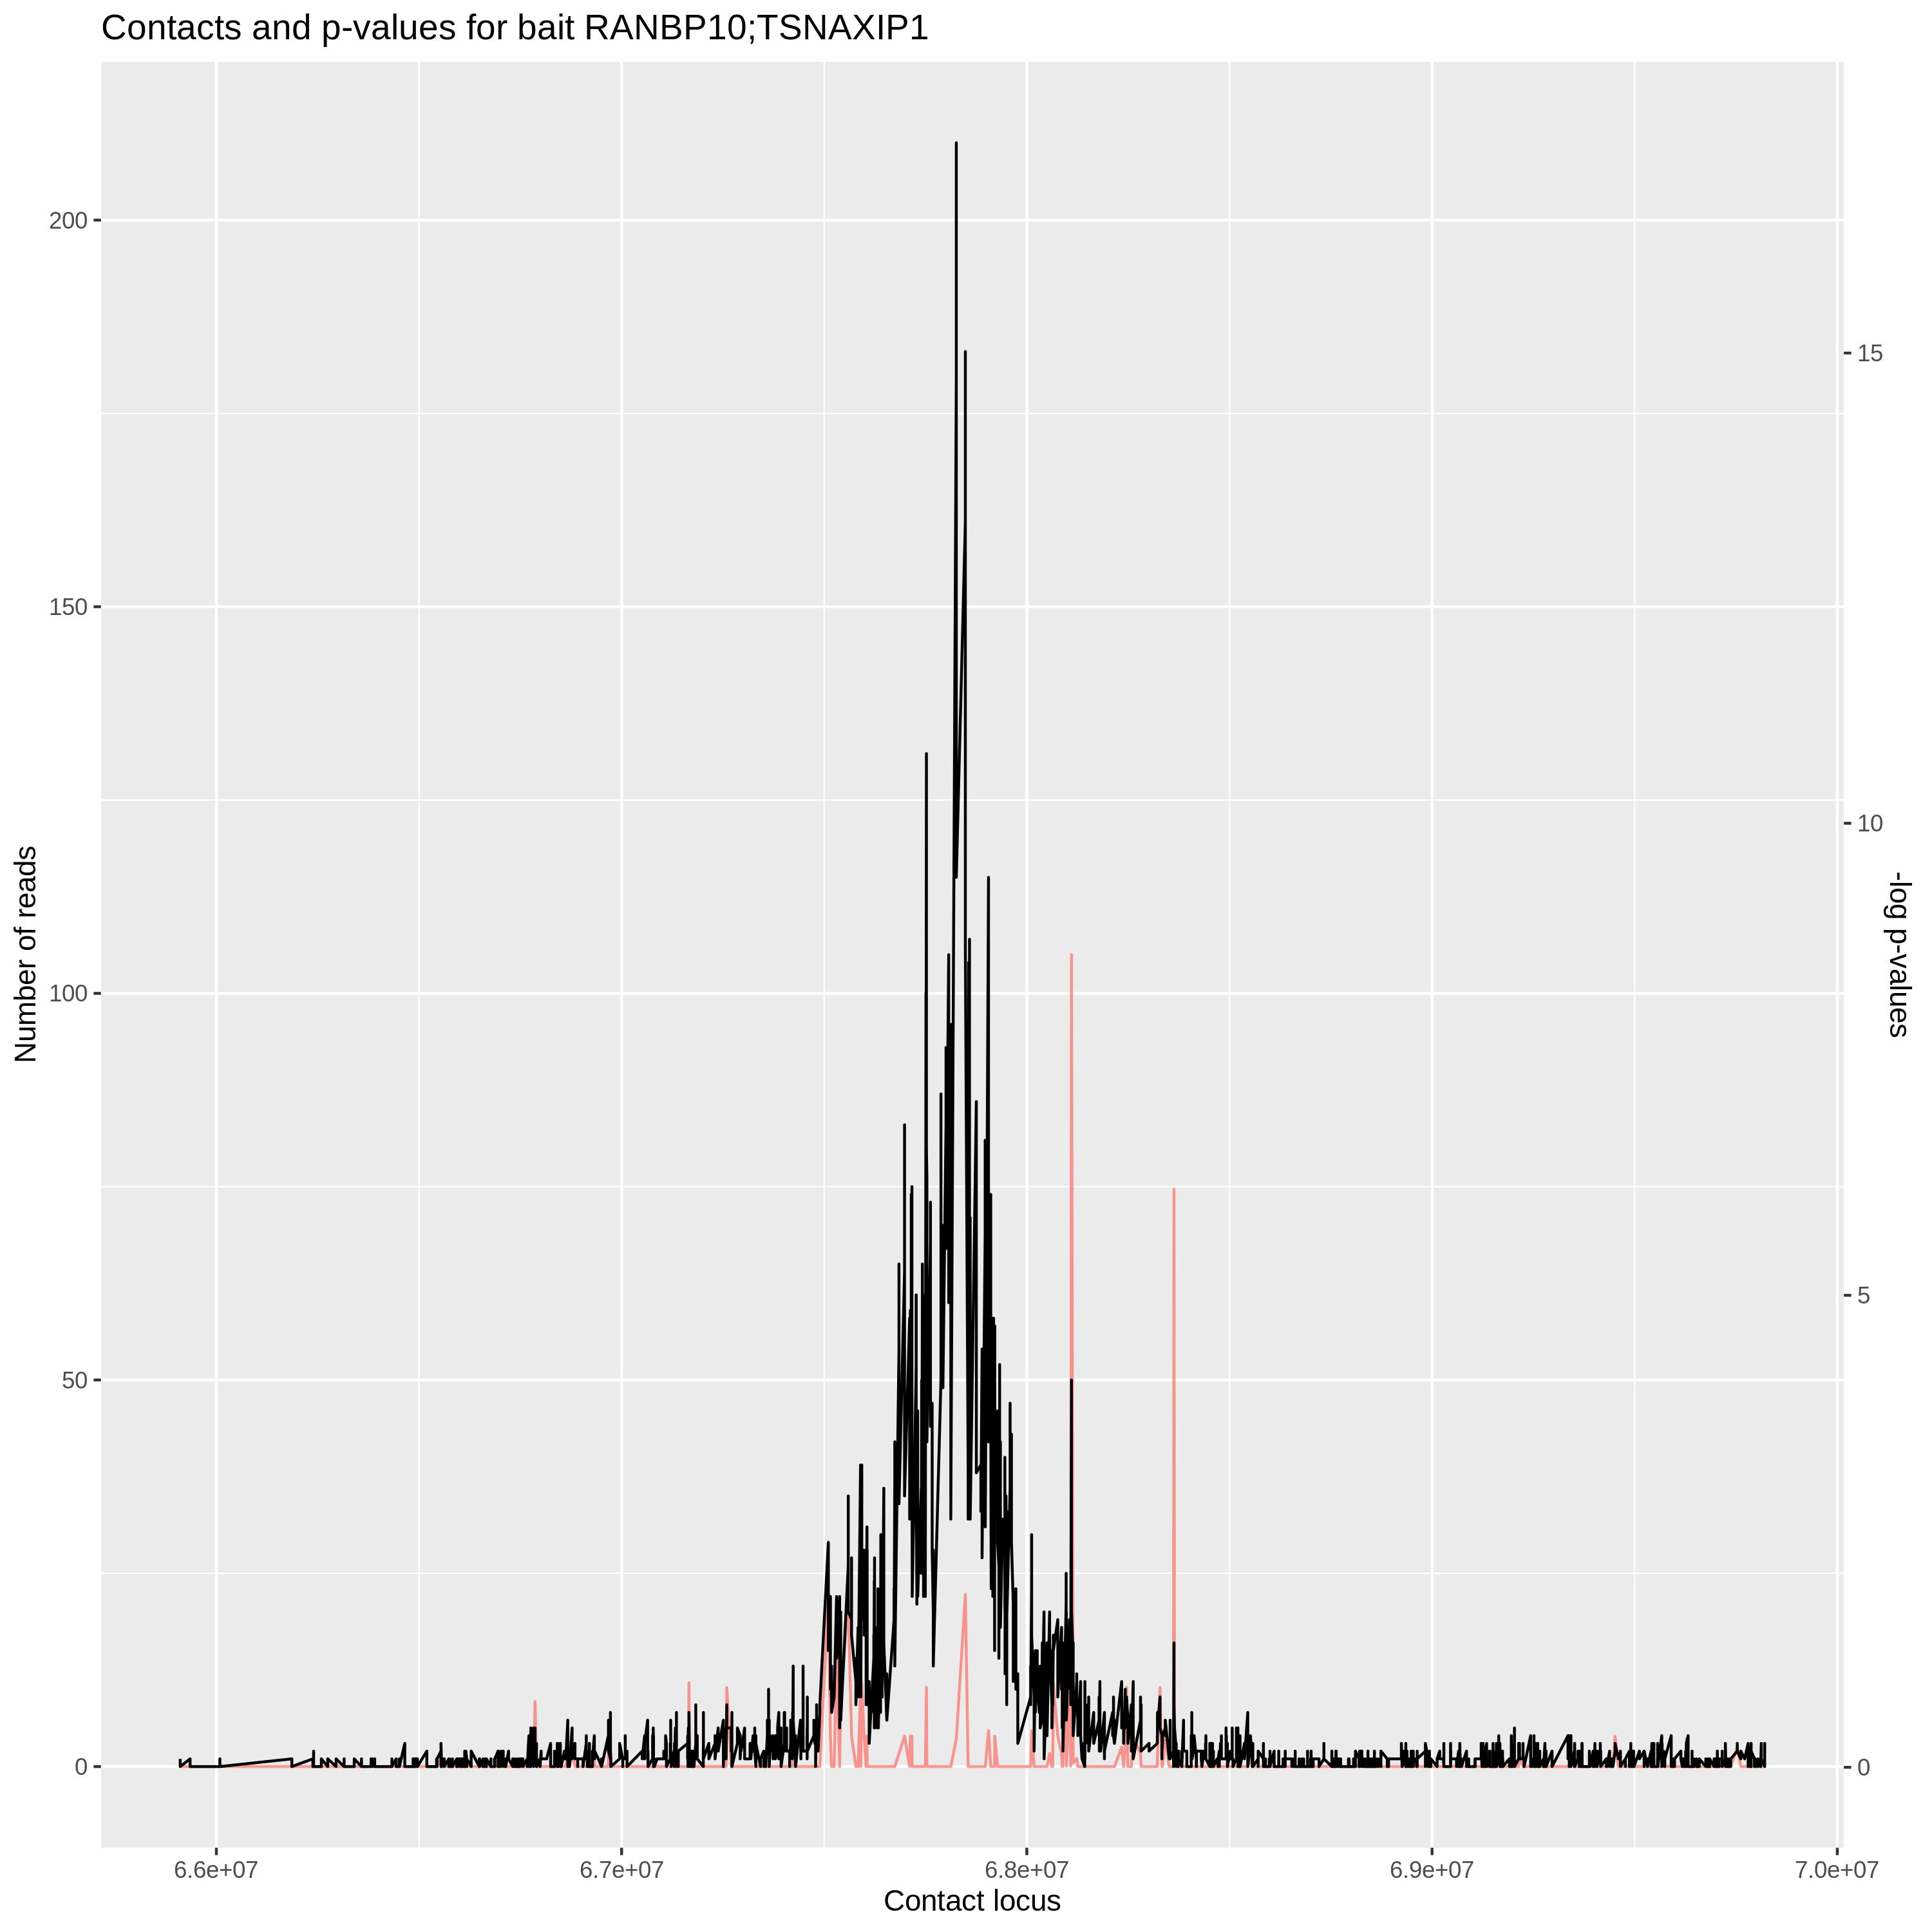 Contacts and p-values for bait RANBP10;TSNAXIP1
200
150
100
50
0
Number of reads
15
10
5
0
-log p-values
6.6e+07
6.7e+07
6.8e+07
6.9e+07
7.0e+07
Contact locus